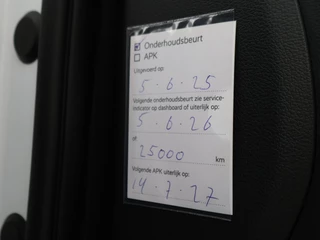 Onderhoudsbeurt
APK
Uitgevoerd op:
5 - 6 - 25
Volgende onderhoudsbeurt zie service-
indicator op dashboard of uiterlijk op:
5 - 6 - 26
of
25000 km
Volgende APK uiterlijk op:
14 - 7 - 27